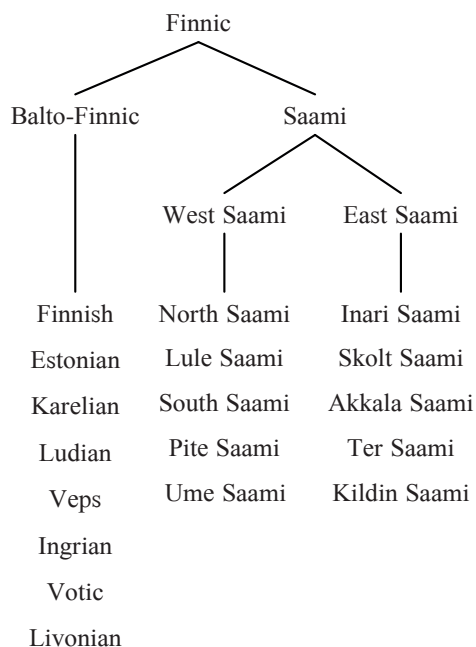 Finnic
Balto-Finnic
Saami
West Saami
East Saami
Finnish
Estonian
Karelian
Ludian
Veps
Ingrian
Votic
Livonian
North Saami
Lule Saami
South Saami
Pite Saami
Ume Saami
Inari Saami
Skolt Saami
Akkala Saami
Ter Saami
Kildin Saami